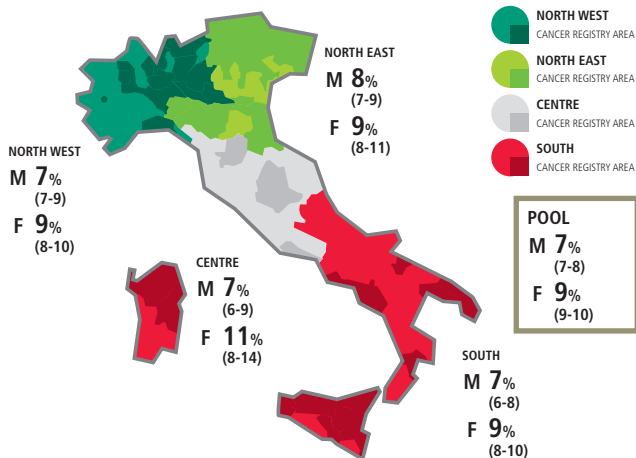 NORTH WEST
CANCER REGISTRY AREA
NORTH EAST
CANCER REGISTRY AREA
CENTRE
CANCER REGISTRY AREA
SOUTH
CANCER REGISTRY AREA
NORTH EAST
M 8%
(7-9)
F 9%
(8-11)
NORTH WEST
M 7%
(7-9)
F 9%
(8-10)
POOL
M 7%
(7-8)
F 9%
(9-10)
CENTRE
M 7%
(6-9)
F 11%
(8-14)
SOUTH
M 7%
(6-8)
F 9%
(8-10)